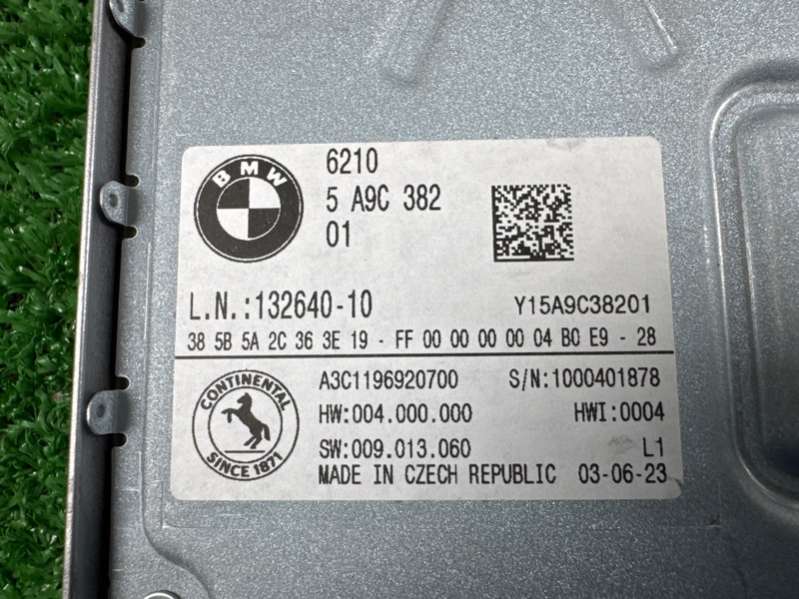 BMW
6210
5 A9C 382
01
L.N.:132640-10
Y15A9C38201
38 5B 5A 2C 36 3E 19 - FF 00 00 00 00 04 BC E9 - 28
CONTINENTAL
SINCE 1871
A3C1196920700 S/N:1000401878
HW:004.000.000 HWI:0004
SW:009.013.060 L1
MADE IN CZECH REPUBLIC 03-06-23